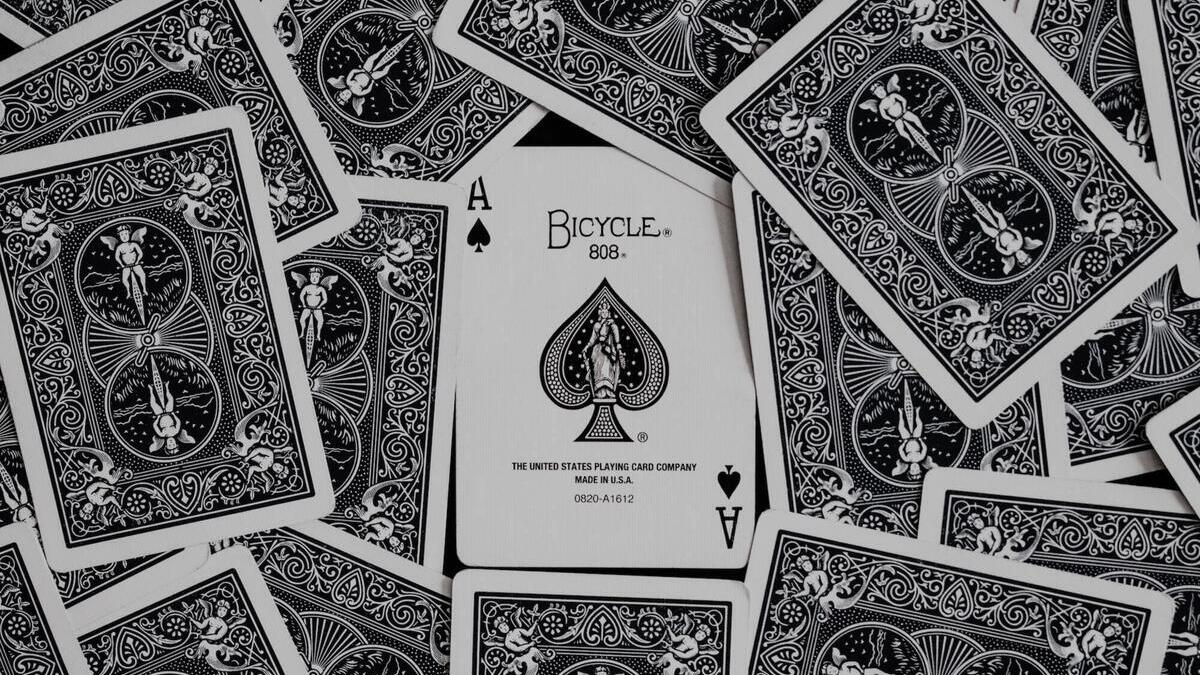 A
BICYCLE®
808®
®
THE UNITED STATES PLAYING CARD COMPANY
MADE IN U.S.A.
0820-A1612
A